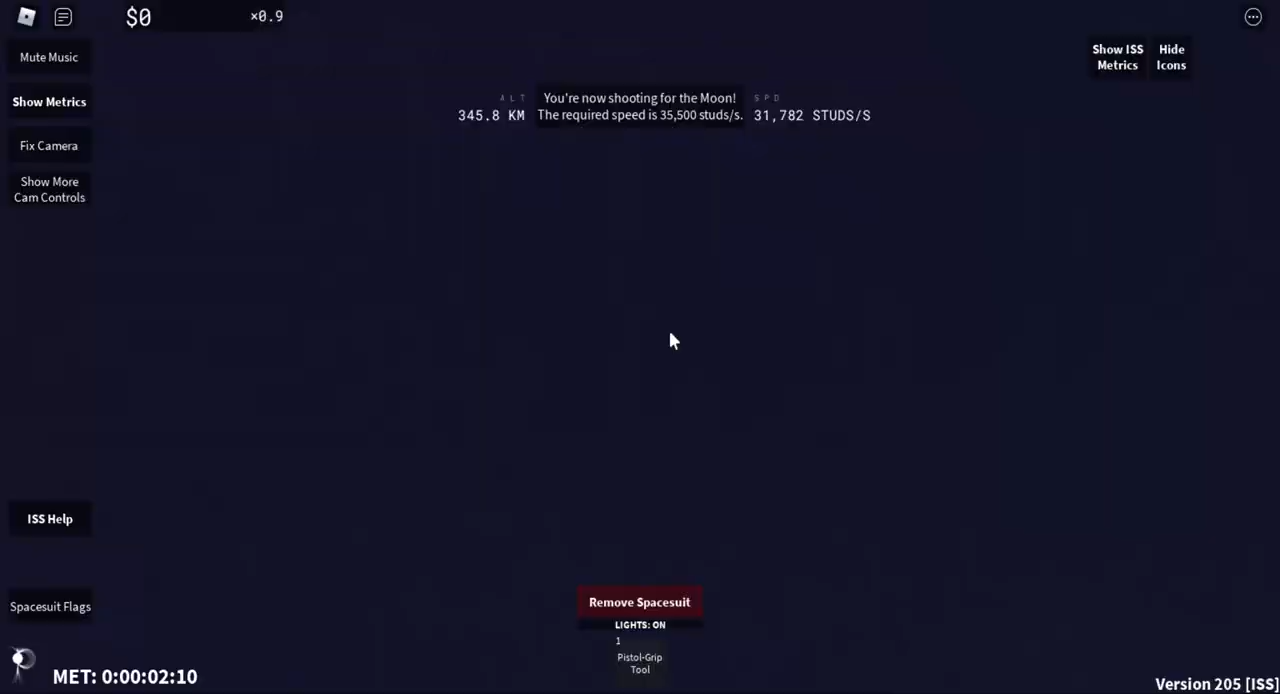 $0 ×0.9
Mute Music
Show Metrics
Fix Camera
Show More
Cam Controls
ALT
345.8 KM
You're now shooting for the Moon!
The required speed is 35,500 studs/s.
SPD
31,782 STUDS/S
Show ISS
Metrics
Hide
Icons
ISS Help
Spacesuit Flags
Remove Spacesuit
LIGHTS: ON
1
Pistol-Grip
Tool
MET: 0:00:02:10
Version 205 [ISS]